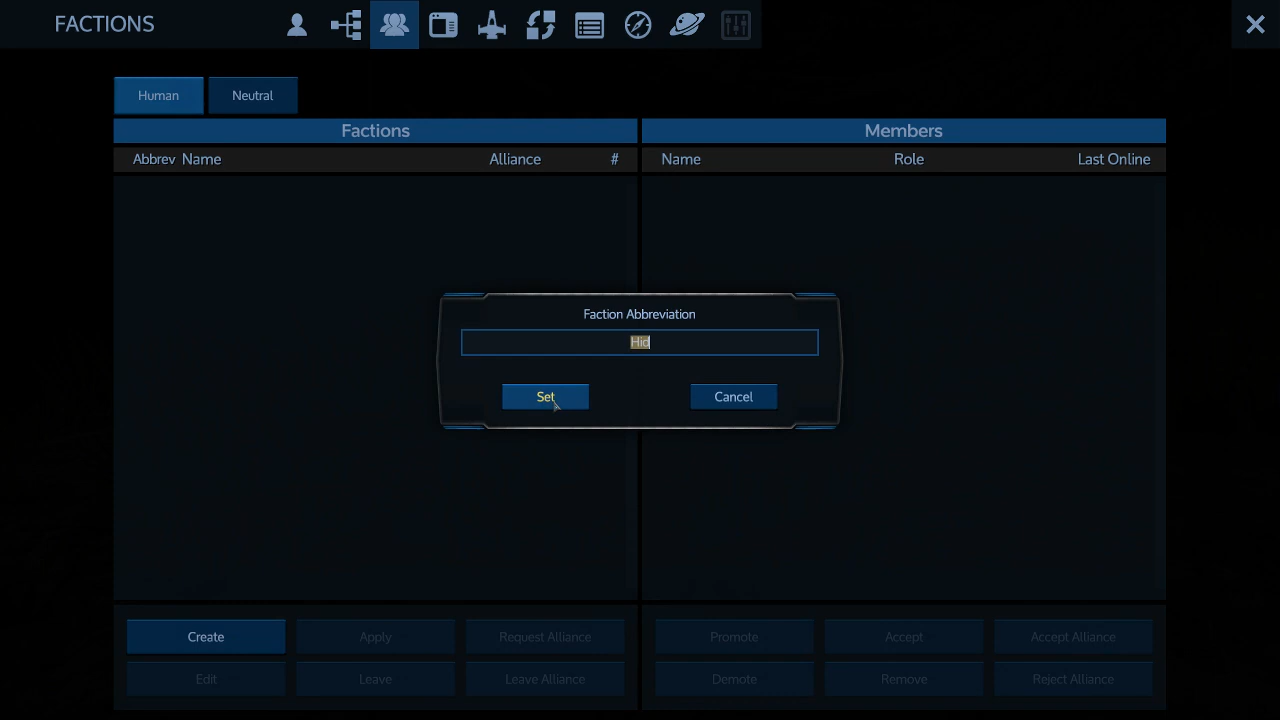 FACTIONS
Human Neutral
Factions Members
Abbrev Name Alliance # Name Role Last Online
Faction Abbreviation
Hid
Set Cancel
Create Apply Request Alliance Promote Accept Accept Alliance
Edit Leave Leave Alliance Demote Remove Reject Alliance